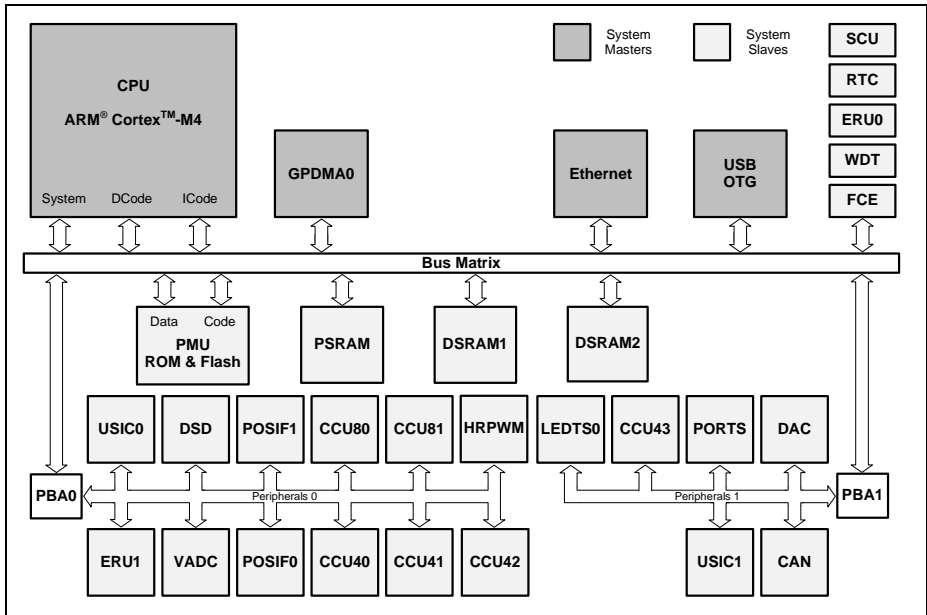 CPU
ARM® Cortex™-M4
System DCode ICode
GPDMA0
Ethernet
USB
OTG
System
Masters
System
Slaves
SCU
RTC
ERU0
WDT
FCE
Bus Matrix
Data Code
PMU
ROM & Flash
PSRAM
DSRAM1
DSRAM2
USIC0
DSD
POSIF1
CCU80
CCU81
HRPWM
LEDTS0
CCU43
PORTS
DAC
PBA0
Peripherals 0
Peripherals 1
PBA1
ERU1
VADC
POSIF0
CCU40
CCU41
CCU42
USIC1
CAN